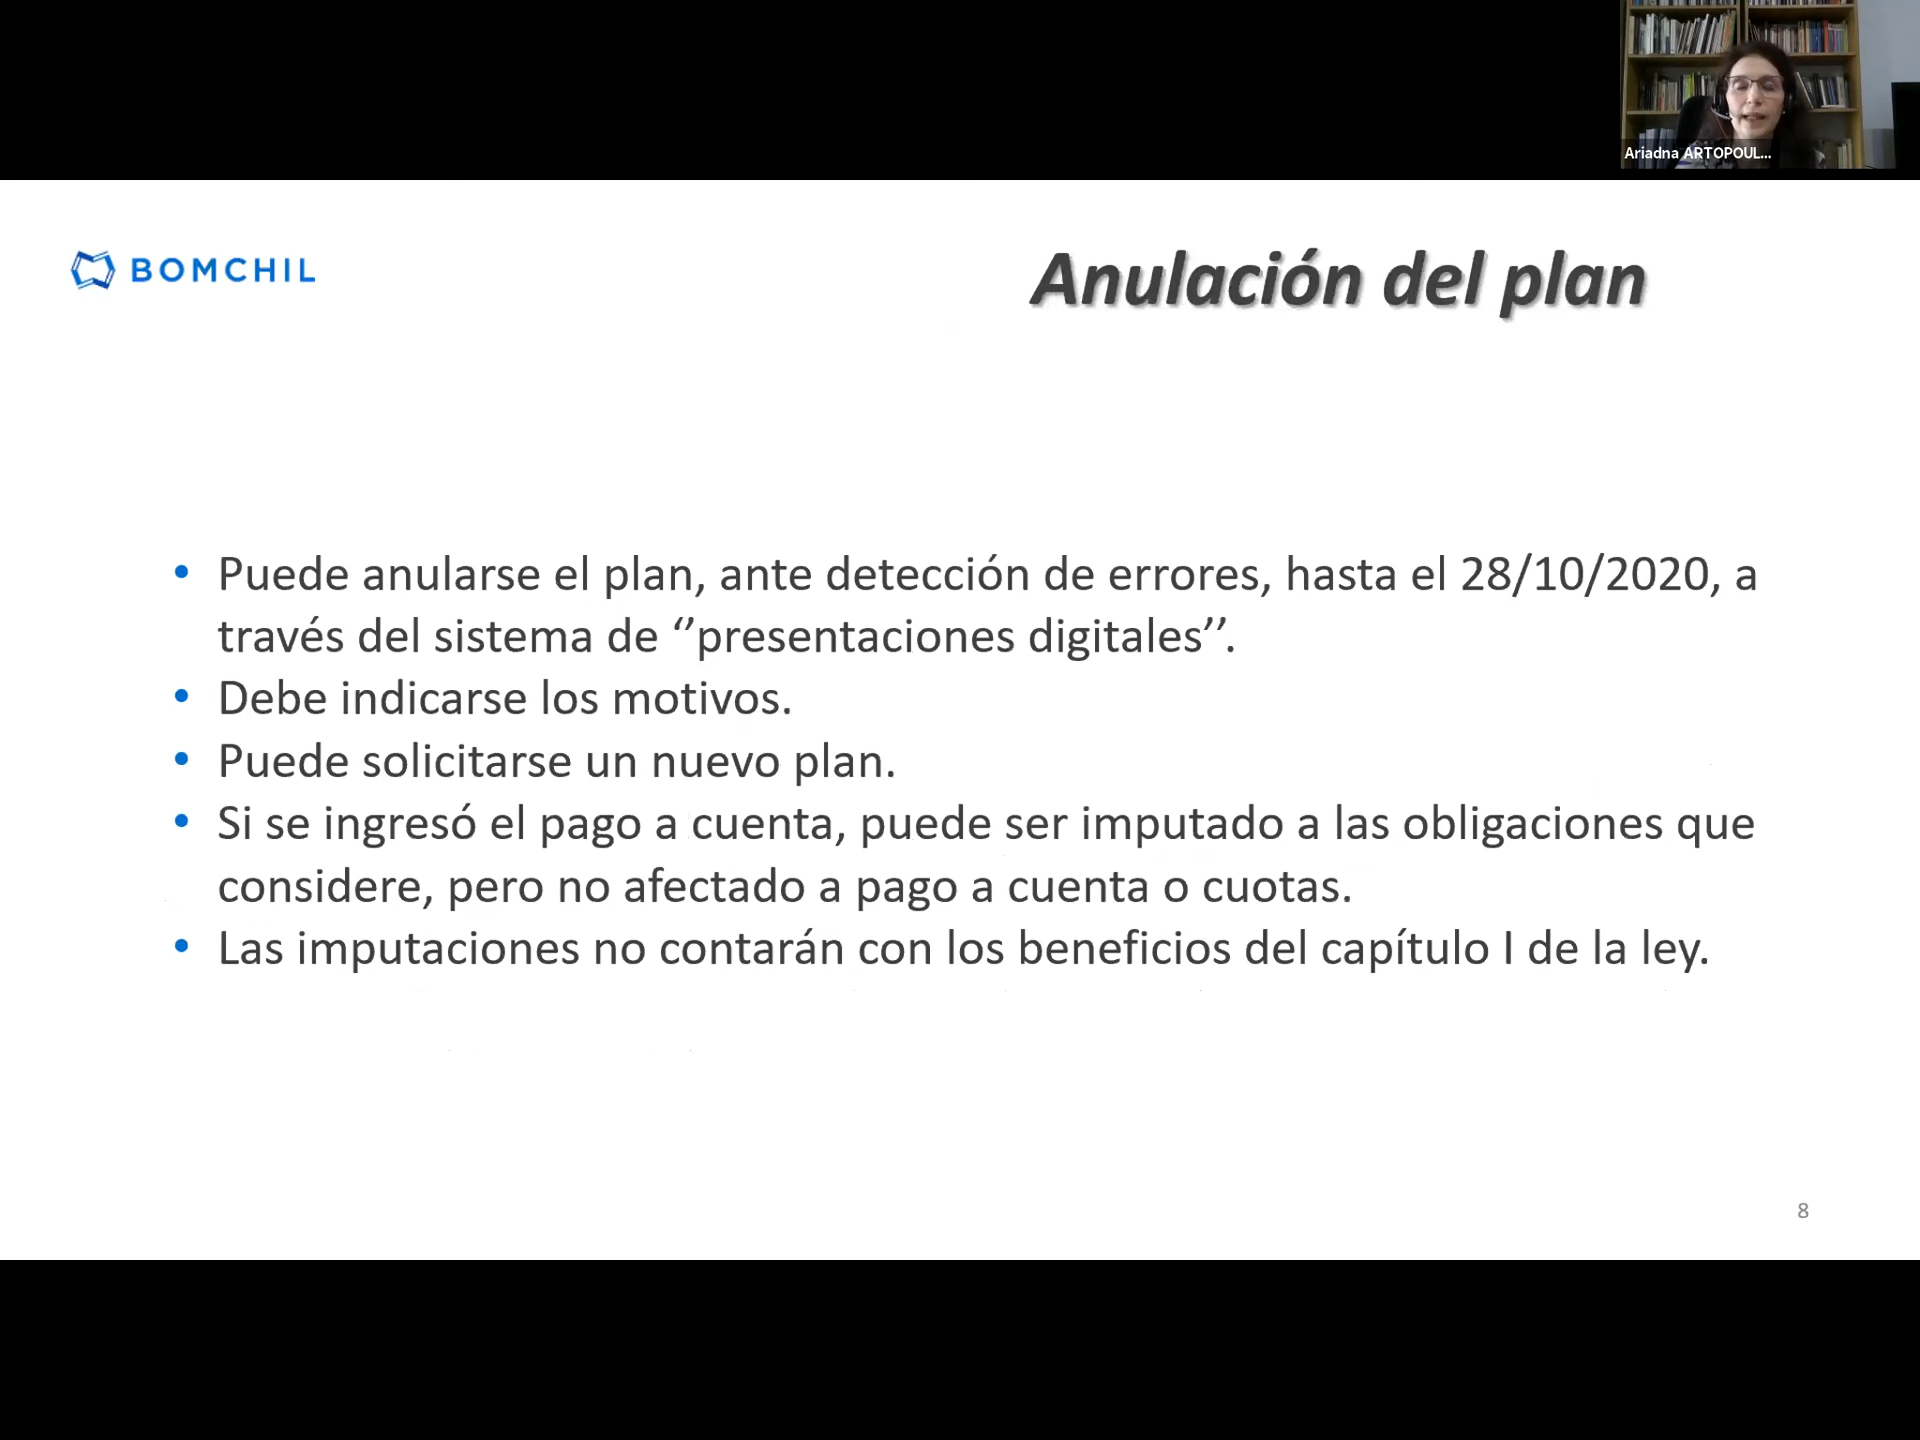 Ariadna ARTOPOUL...
BOMCHIL
Anulación del plan
• Puede anularse el plan, ante detección de errores, hasta el 28/10/2020, a
través del sistema de ‘’presentaciones digitales’’.
• Debe indicarse los motivos.
• Puede solicitarse un nuevo plan.
• Si se ingresó el pago a cuenta, puede ser imputado a las obligaciones que
considere, pero no afectado a pago a cuenta o cuotas.
• Las imputaciones no contarán con los beneficios del capítulo I de la ley.
8